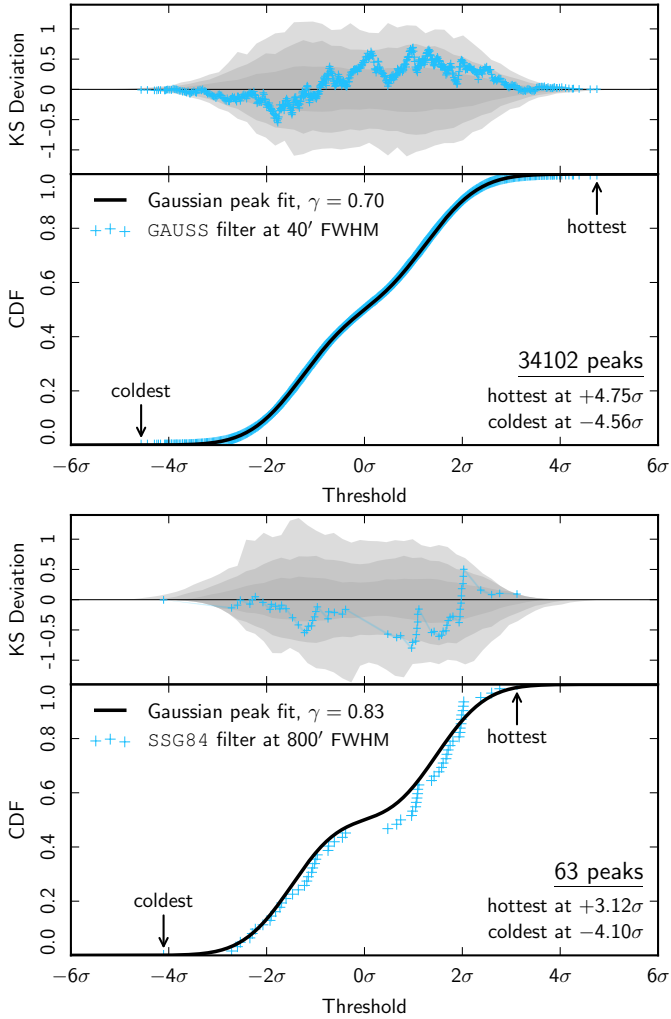 KS Deviation
1
0.5
0
−0.5
−1
CDF
1.0
0.8
0.6
0.4
0.2
0.0
Gaussian peak fit, γ = 0.70
GAUSS filter at 40′ FWHM
hottest
coldest
34102 peaks
hottest at +4.75σ
coldest at −4.56σ
−6σ −4σ −2σ 0σ 2σ 4σ 6σ
Threshold
KS Deviation
1
0.5
0
−0.5
−1
CDF
1.0
0.8
0.6
0.4
0.2
0.0
Gaussian peak fit, γ = 0.83
SSG84 filter at 800′ FWHM
hottest
coldest
63 peaks
hottest at +3.12σ
coldest at −4.10σ
−6σ −4σ −2σ 0σ 2σ 4σ 6σ
Threshold